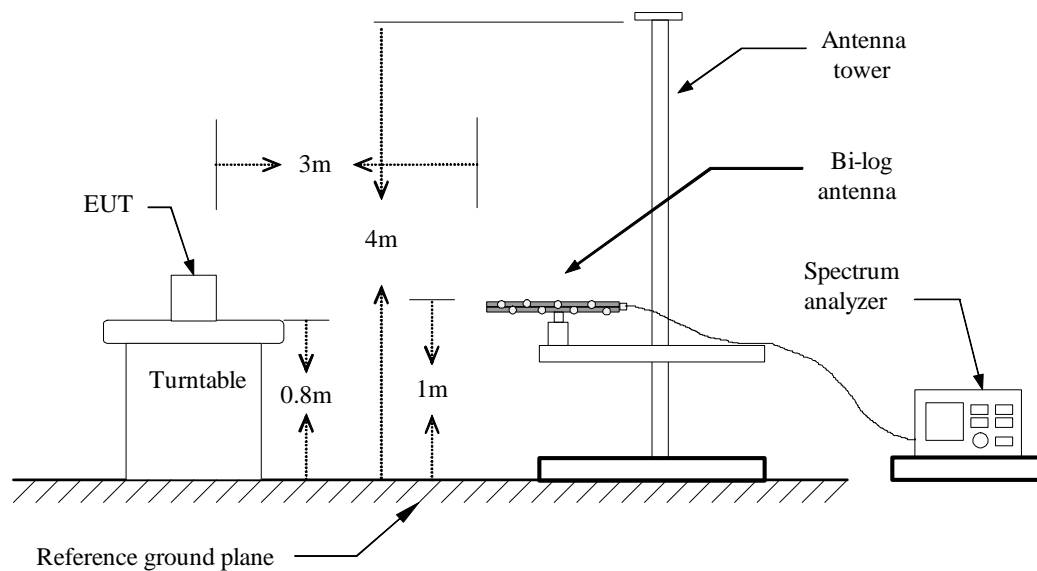 Antenna
tower
3m
Bi-log
antenna
EUT
4m
Spectrum
analyzer
Turntable
0.8m
1m
Reference ground plane